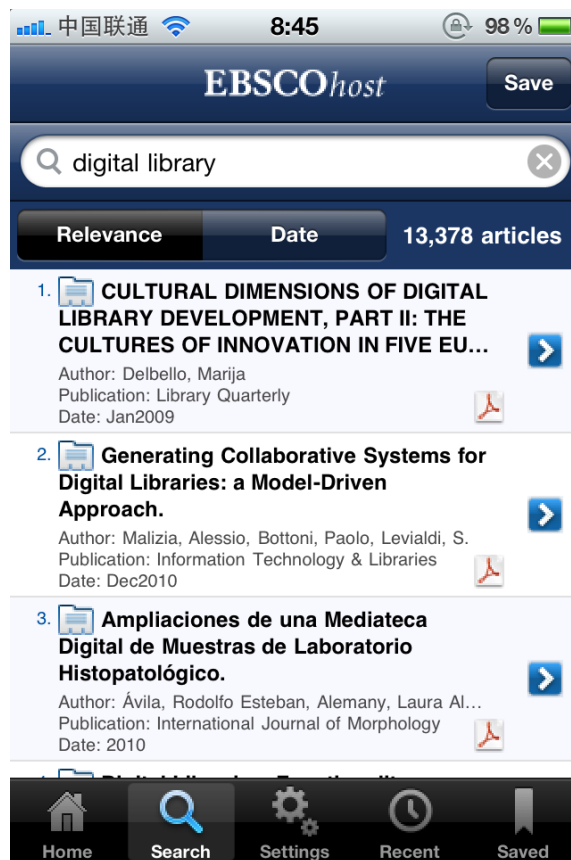 中国联通 8:45 98%
EBSCOhost Save
digital library
Relevance Date 13,378 articles
1. CULTURAL DIMENSIONS OF DIGITAL
LIBRARY DEVELOPMENT, PART II: THE
CULTURES OF INNOVATION IN FIVE EU...
Author: Delbello, Marija
Publication: Library Quarterly
Date: Jan2009
2. Generating Collaborative Systems for
Digital Libraries: a Model-Driven
Approach.
Author: Malizia, Alessio, Bottoni, Paolo, Levialdi, S.
Publication: Information Technology & Libraries
Date: Dec2010
3. Ampliaciones de una Mediateca
Digital de Muestras de Laboratorio
Histopatológico.
Author: Ávila, Rodolfo Esteban, Alemany, Laura Al...
Publication: International Journal of Morphology
Date: 2010
Home Search Settings Recent Saved